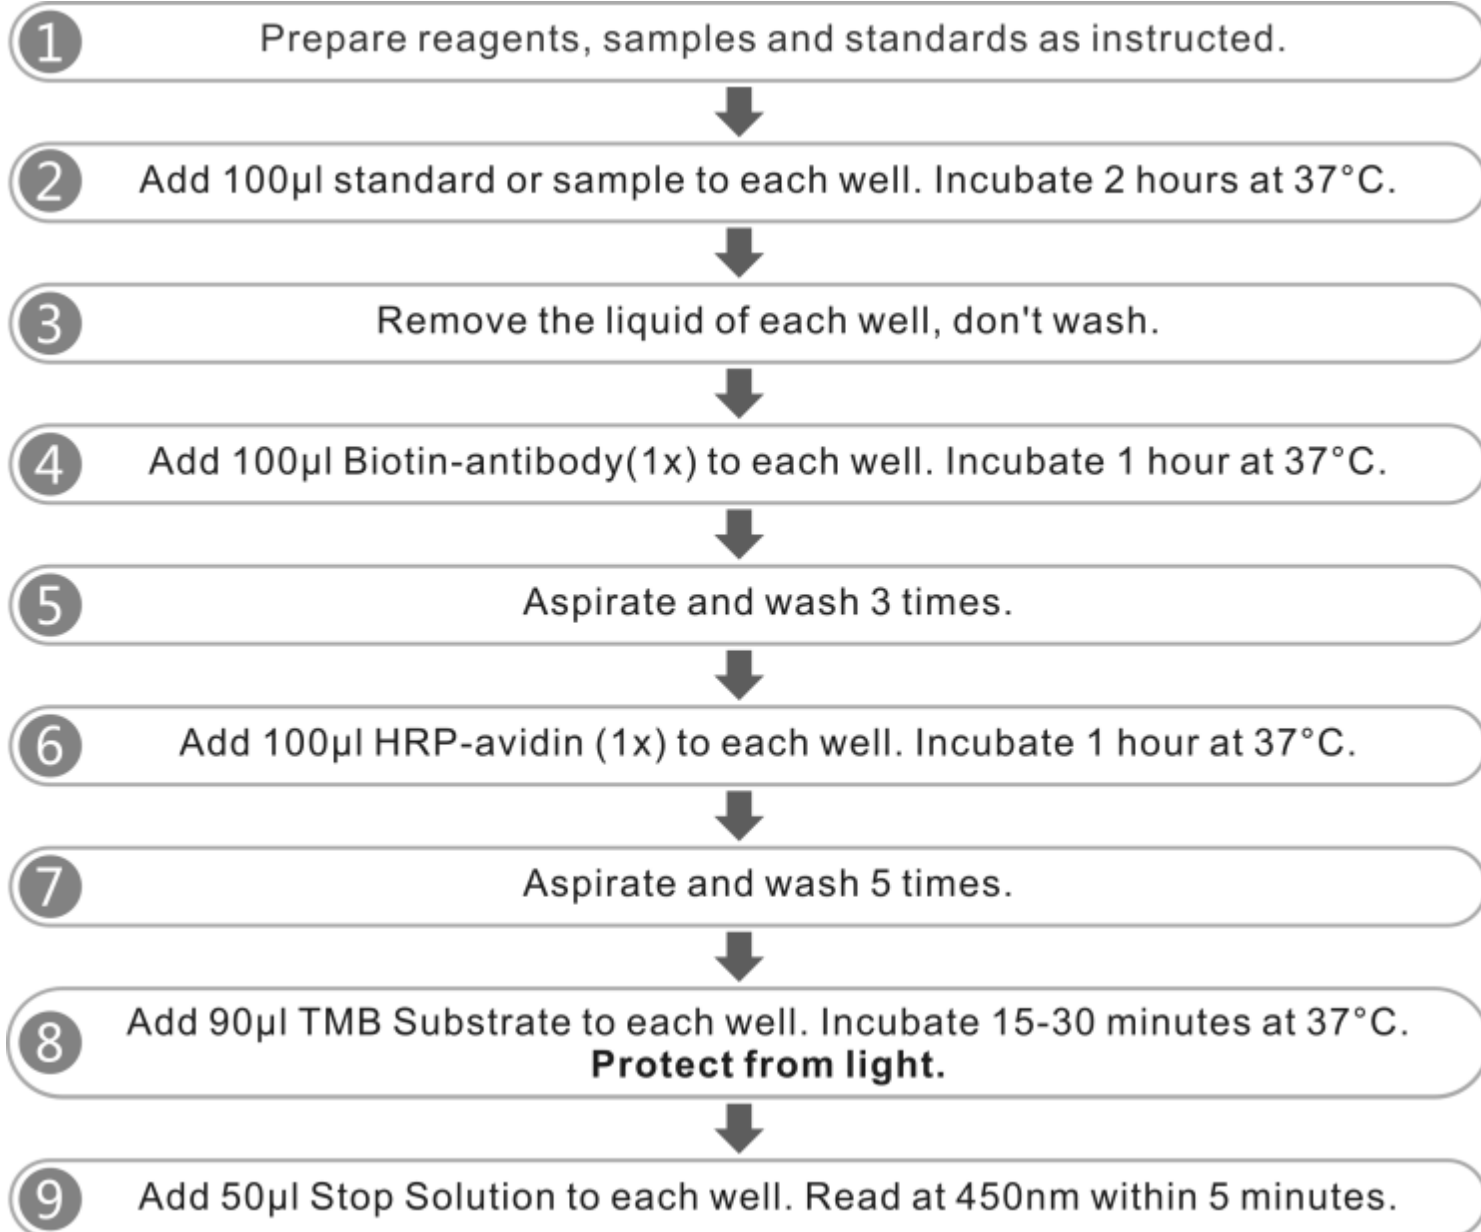 1 Prepare reagents, samples and standards as instructed.
2 Add 100µl standard or sample to each well. Incubate 2 hours at 37°C.
3 Remove the liquid of each well, don't wash.
4 Add 100µl Biotin-antibody(1x) to each well. Incubate 1 hour at 37°C.
5 Aspirate and wash 3 times.
6 Add 100µl HRP-avidin (1x) to each well. Incubate 1 hour at 37°C.
7 Aspirate and wash 5 times.
8 Add 90µl TMB Substrate to each well. Incubate 15-30 minutes at 37°C.
Protect from light.
9 Add 50µl Stop Solution to each well. Read at 450nm within 5 minutes.